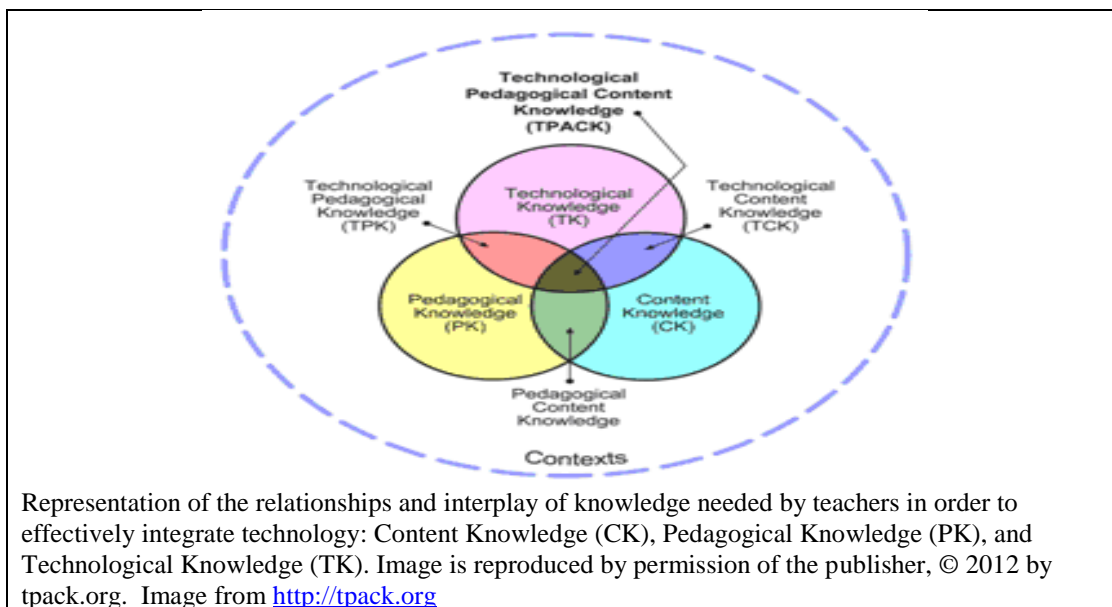 Technological
Pedagogical Content
Knowledge
(TPACK)
Technological
Pedagogical
Knowledge
(TPK)
Technological
Knowledge
(TK)
Technological
Content
Knowledge
(TCK)
Pedagogical
Knowledge
(PK)
Content
Knowledge
(CK)
Pedagogical
Content
Knowledge
Contexts
Representation of the relationships and interplay of knowledge needed by teachers in order to
effectively integrate technology: Content Knowledge (CK), Pedagogical Knowledge (PK), and
Technological Knowledge (TK). Image is reproduced by permission of the publisher, © 2012 by
tpack.org.  Image from http://tpack.org